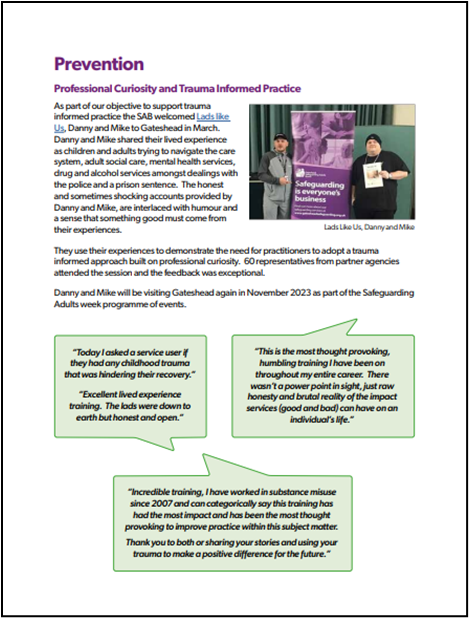 Prevention
Professional Curiosity and Trauma Informed Practice
As part of our objective to support trauma
informed practice the SAB welcomed Lads like
Us, Danny and Mike to Gateshead in March.
Danny and Mike shared their lived experience
as children and adults trying to navigate the care
system, adult social care, mental health services,
drug and alcohol services amongst dealings with
the police and a prison sentence. The honest
and sometimes shocking accounts provided by
Danny and Mike, are interlaced with humour and
a sense that something good must come from
their experiences.
Safeguarding
is everyone's
business
Lads Like Us, Danny and Mike
They use their experiences to demonstrate the need for practitioners to adopt a trauma
informed approach built on professional curiosity. 60 representatives from partner agencies
attended the session and the feedback was exceptional.
Danny and Mike will be visiting Gateshead again in November 2023 as part of the Safeguarding
Adults week programme of events.
"Today I asked a service user if
they had any childhood trauma
that was hindering their recovery."
"Excellent lived experience
training. The lads were down to
earth but honest and open."
"This is the most thought provoking,
humbling training I have been on
throughout my entire career. There
wasn't a power point in sight, just raw
honesty and brutal reality of the impact
services (good and bad) can have on an
individual's life."
"Incredible training, I have worked in substance misuse
since 2007 and can categorically say this training has
had the most impact and has been the most thought
provoking to improve practice within this subject matter.
Thank you to both or sharing your stories and using your
trauma to make a positive difference for the future."